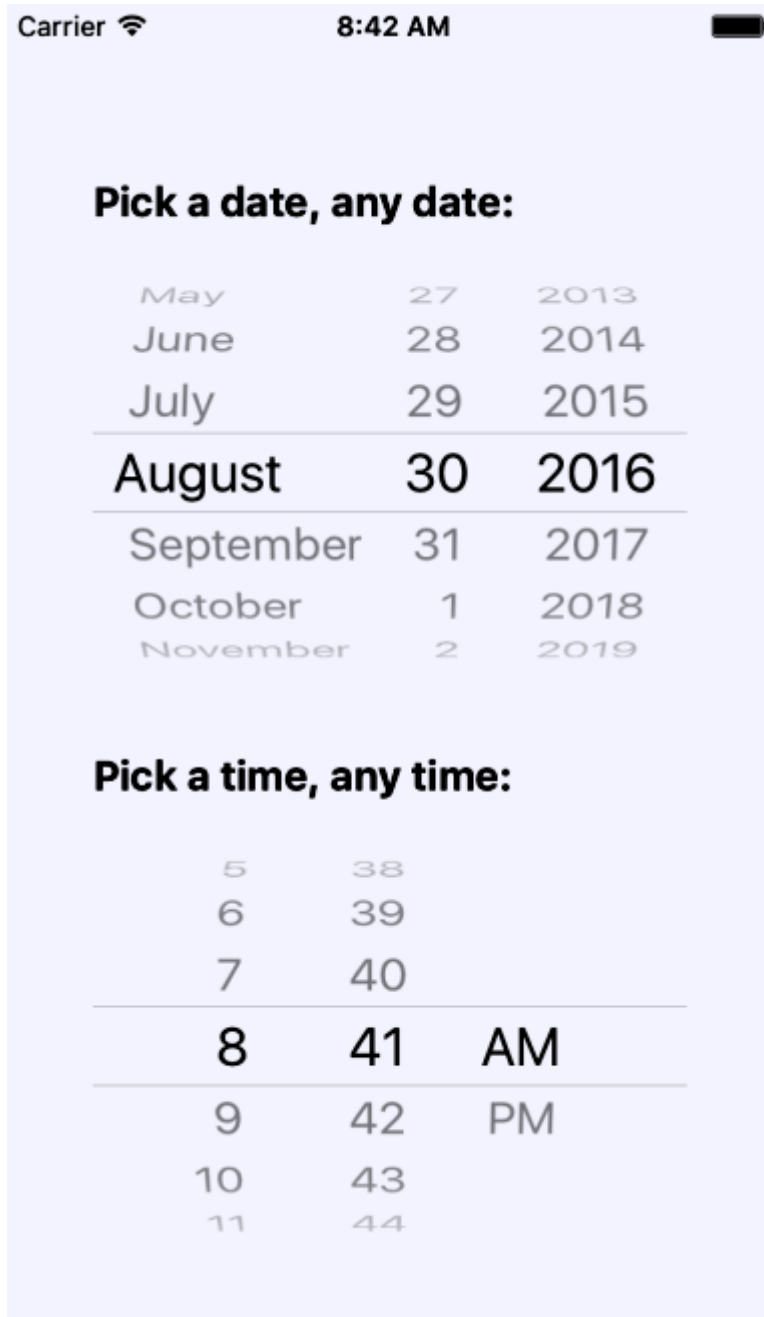 Carrier 8:42 AM
Pick a date, any date:
May 27 2013
June 28 2014
July 29 2015
August 30 2016
September 31 2017
October 1 2018
November 2 2019
Pick a time, any time:
5 38
6 39
7 40
8 41 AM
9 42 PM
10 43
11 44